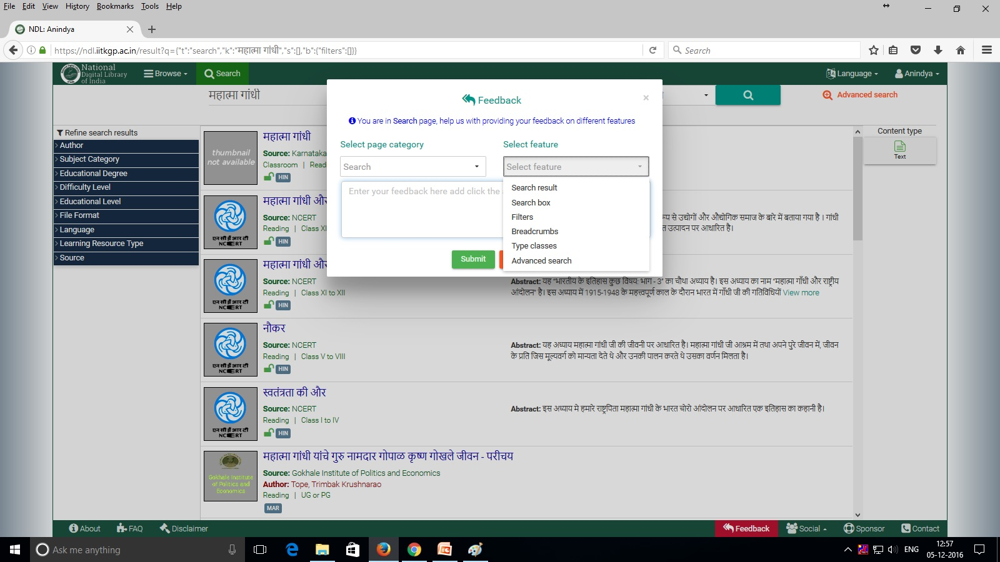 File Edit View History Bookmarks Tools Help
NDL: Anindya
https://ndl.iitkgp.ac.in/result?q={"t":"search","k":"महात्मा गांधी","s":[],"b":{"filters":[]}}
Search
National
Digital Library
of India
Browse
Search
Language
Anindya
महात्मा गांधी
Advanced search
Feedback
×
You are in Search page, help us with providing your feedback on different features
Select page category
Select feature
Search
Select feature
Enter your feedback here add click the
Search result
Search box
Filters
Breadcrumbs
Type classes
Advanced search
Submit
Refine search results
Author
Subject Category
Educational Degree
Difficulty Level
Educational Level
File Format
Language
Learning Resource Type
Source
Content type
Text
thumbnail
not available
महात्मा गांधी
Source: Karnataka
Classroom | Read
HIN
एन सी ई आर टी
NCERT
महात्मा गांधी और
Source: NCERT
Reading | Class XI
HIN
से उद्योगों और औद्योगिक समाज के बारे में बताया गया है । गांधी
उत्पादन पर आधारित है।
एन सी ई आर टी
NCERT
महात्मा गांधी और
Source: NCERT
Reading | Class XI to XII
HIN
Abstract: यह "भारतीय के इतिहास कुछ विषय: भाग - 3" का चौथा अध्याय है। इस अध्याय का नाम "महात्मा गाँधी और राष्ट्रीय
आंदोलन" है। इस अध्याय में 1915-1948 के महत्त्वपूर्ण काल के दौरान भारत में गाँधी जी की गतिविधियों View more
एन सी ई आर टी
NCERT
नौकर
Source: NCERT
Reading | Class V to VIII
HIN
Abstract: यह अध्याय महात्मा गांधी जी की जीवनी पर आधारित है। महात्मा गांधी जी आश्रम में तथा अपने पुरे जीवन में, जीवन
के प्रति जिस मूल्यवर्ग को मान्यता देते थे और उनकी पालन करते थे उसका वर्णन मिलता है।
एन सी ई आर टी
NCERT
स्वतंत्रता की और
Source: NCERT
Reading | Class I to IV
HIN
Abstract: इस अध्याय मे हमारे राष्ट्रपिता महात्मा गांधी के भारत चोरो आंदोलन पर आधारित एक इतिहास का कहानी है।
Gokhale Institute
of Politics and
Economics
महात्मा गांधी यांचे गुरु नामदार गोपाळ कृष्ण गोखले जीवन - परीचय
Source: Gokhale Institute of Politics and Economics
Author: Tope, Trimbak Krushnarao
Reading | UG or PG
MAR
About FAQ Disclaimer
Feedback Social Sponsor Contact
Ask me anything
ENG
12:57
05-12-2016